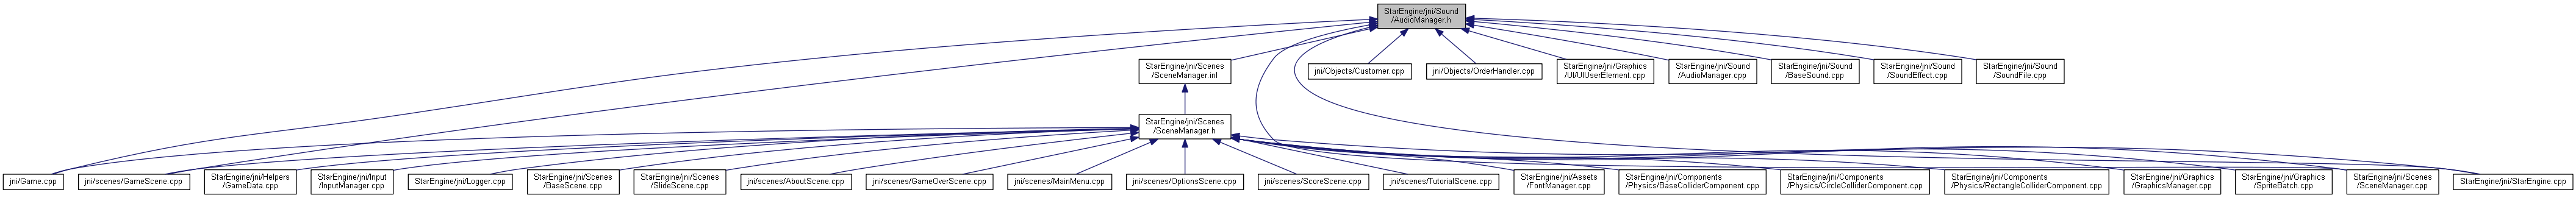 StarEngine/jni/Sound
/AudioManager.h
StarEngine/jni/Scenes
/SceneManager.inl
jni/Objects/Customer.cpp
jni/Objects/OrderHandler.cpp
StarEngine/jni/Graphics
/UI/UIUserElement.cpp
StarEngine/jni/Sound
/AudioManager.cpp
StarEngine/jni/Sound
/BaseSound.cpp
StarEngine/jni/Sound
/SoundEffect.cpp
StarEngine/jni/Sound
/SoundFile.cpp
StarEngine/jni/Scenes
/SceneManager.h
jni/Game.cpp
jni/scenes/GameScene.cpp
StarEngine/jni/Helpers
/GameData.cpp
StarEngine/jni/Input
/InputManager.cpp
StarEngine/jni/Logger.cpp
StarEngine/jni/Scenes
/BaseScene.cpp
StarEngine/jni/Scenes
/SlideScene.cpp
jni/scenes/AboutScene.cpp
jni/scenes/GameOverScene.cpp
jni/scenes/MainMenu.cpp
jni/scenes/OptionsScene.cpp
jni/scenes/ScoreScene.cpp
jni/scenes/TutorialScene.cpp
StarEngine/jni/Assets
/FontManager.cpp
StarEngine/jni/Components
/Physics/BaseColliderComponent.cpp
StarEngine/jni/Components
/Physics/CircleColliderComponent.cpp
StarEngine/jni/Components
/Physics/RectangleColliderComponent.cpp
StarEngine/jni/Graphics
/GraphicsManager.cpp
StarEngine/jni/Graphics
/SpriteBatch.cpp
StarEngine/jni/Scenes
/SceneManager.cpp
StarEngine/jni/StarEngine.cpp